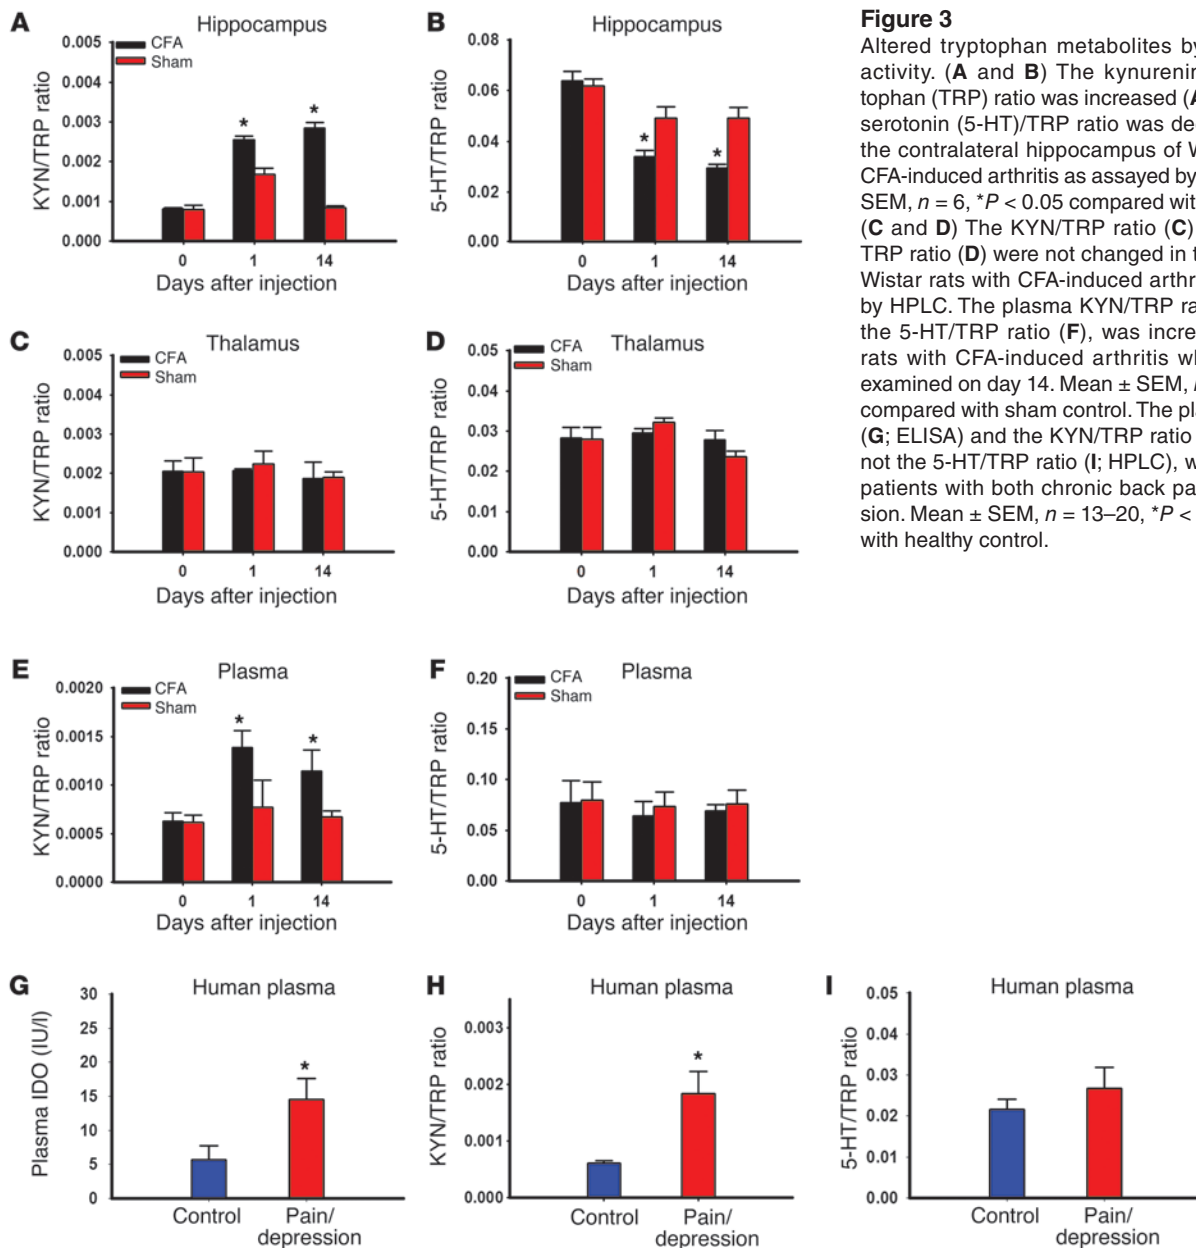 A
Hippocampus
CFA
Sham
KYN/TRP ratio
0.005
0.004
0.003
0.002
0.001
0.000
*
*
0
1
14
Days after injection
B
Hippocampus
5-HT/TRP ratio
0.08
0.06
0.04
0.02
0.00
*
*
0
1
14
Days after injection
Figure 3
Altered tryptophan metabolites by
activity. (A and B) The kynurenin
tophan (TRP) ratio was increased (A
serotonin (5-HT)/TRP ratio was de
the contralateral hippocampus of W
CFA-induced arthritis as assayed by
SEM, n = 6, *P < 0.05 compared wit
(C and D) The KYN/TRP ratio (C)
TRP ratio (D) were not changed in t
Wistar rats with CFA-induced arthr
by HPLC. The plasma KYN/TRP ra
the 5-HT/TRP ratio (F), was incre
rats with CFA-induced arthritis wh
examined on day 14. Mean ± SEM, n
compared with sham control. The pla
(G; ELISA) and the KYN/TRP ratio
not the 5-HT/TRP ratio (I; HPLC), w
patients with both chronic back pa
sion. Mean ± SEM, n = 13–20, *P <
with healthy control.
C
Thalamus
CFA
Sham
KYN/TRP ratio
0.005
0.004
0.003
0.002
0.001
0.000
0
1
14
Days after injection
D
Thalamus
CFA
Sham
5-HT/TRP ratio
0.05
0.04
0.03
0.02
0.01
0.00
0
1
14
Days after injection
E
Plasma
CFA
Sham
KYN/TRP ratio
0.0020
0.0015
0.0010
0.0005
0.0000
*
*
0
1
14
Days after injection
F
Plasma
CFA
Sham
5-HT/TRP ratio
0.20
0.15
0.10
0.05
0.00
0
1
14
Days after injection
G
Human plasma
Plasma IDO (IU/l)
30
25
20
15
10
5
0
*
Control
Pain/
depression
H
Human plasma
KYN/TRP ratio
0.003
0.002
0.001
0.000
*
Control
Pain/
depression
I
Human plasma
5-HT/TRP ratio
0.05
0.04
0.03
0.02
0.01
0.00
Control
Pain/
depression